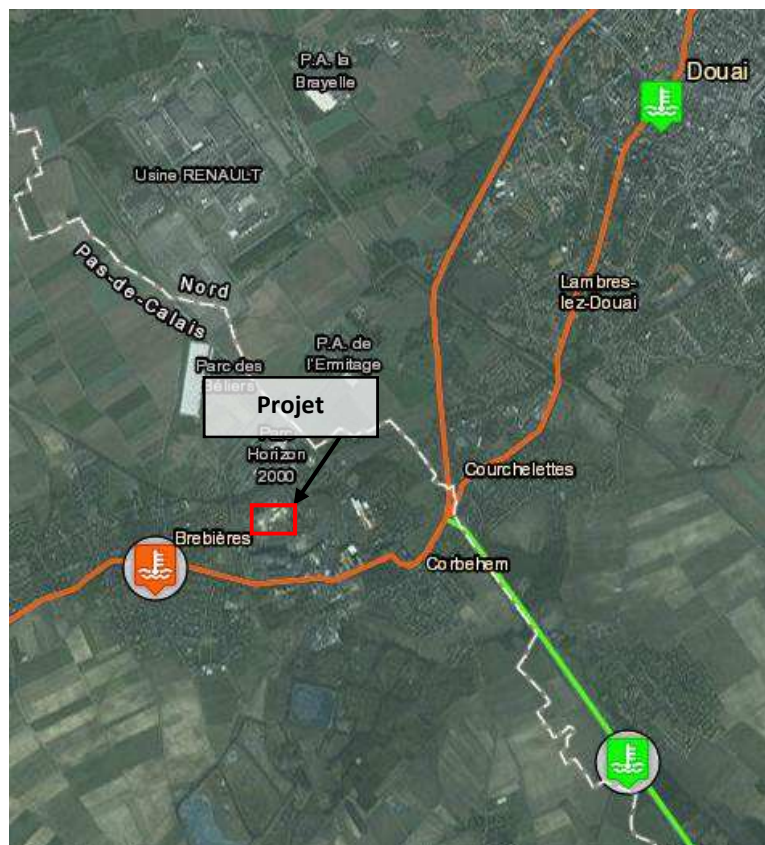 P.A. la
Brayelle
Douai
Usine RENAULT
Nord
Pas-de-Calais
Lambres-
lez-Douai
P.A. de
l'Ermitage
Parc des
Béliers
Projet
Parc
Horizon
2000
Courchelettes
Brebières
Corbehem